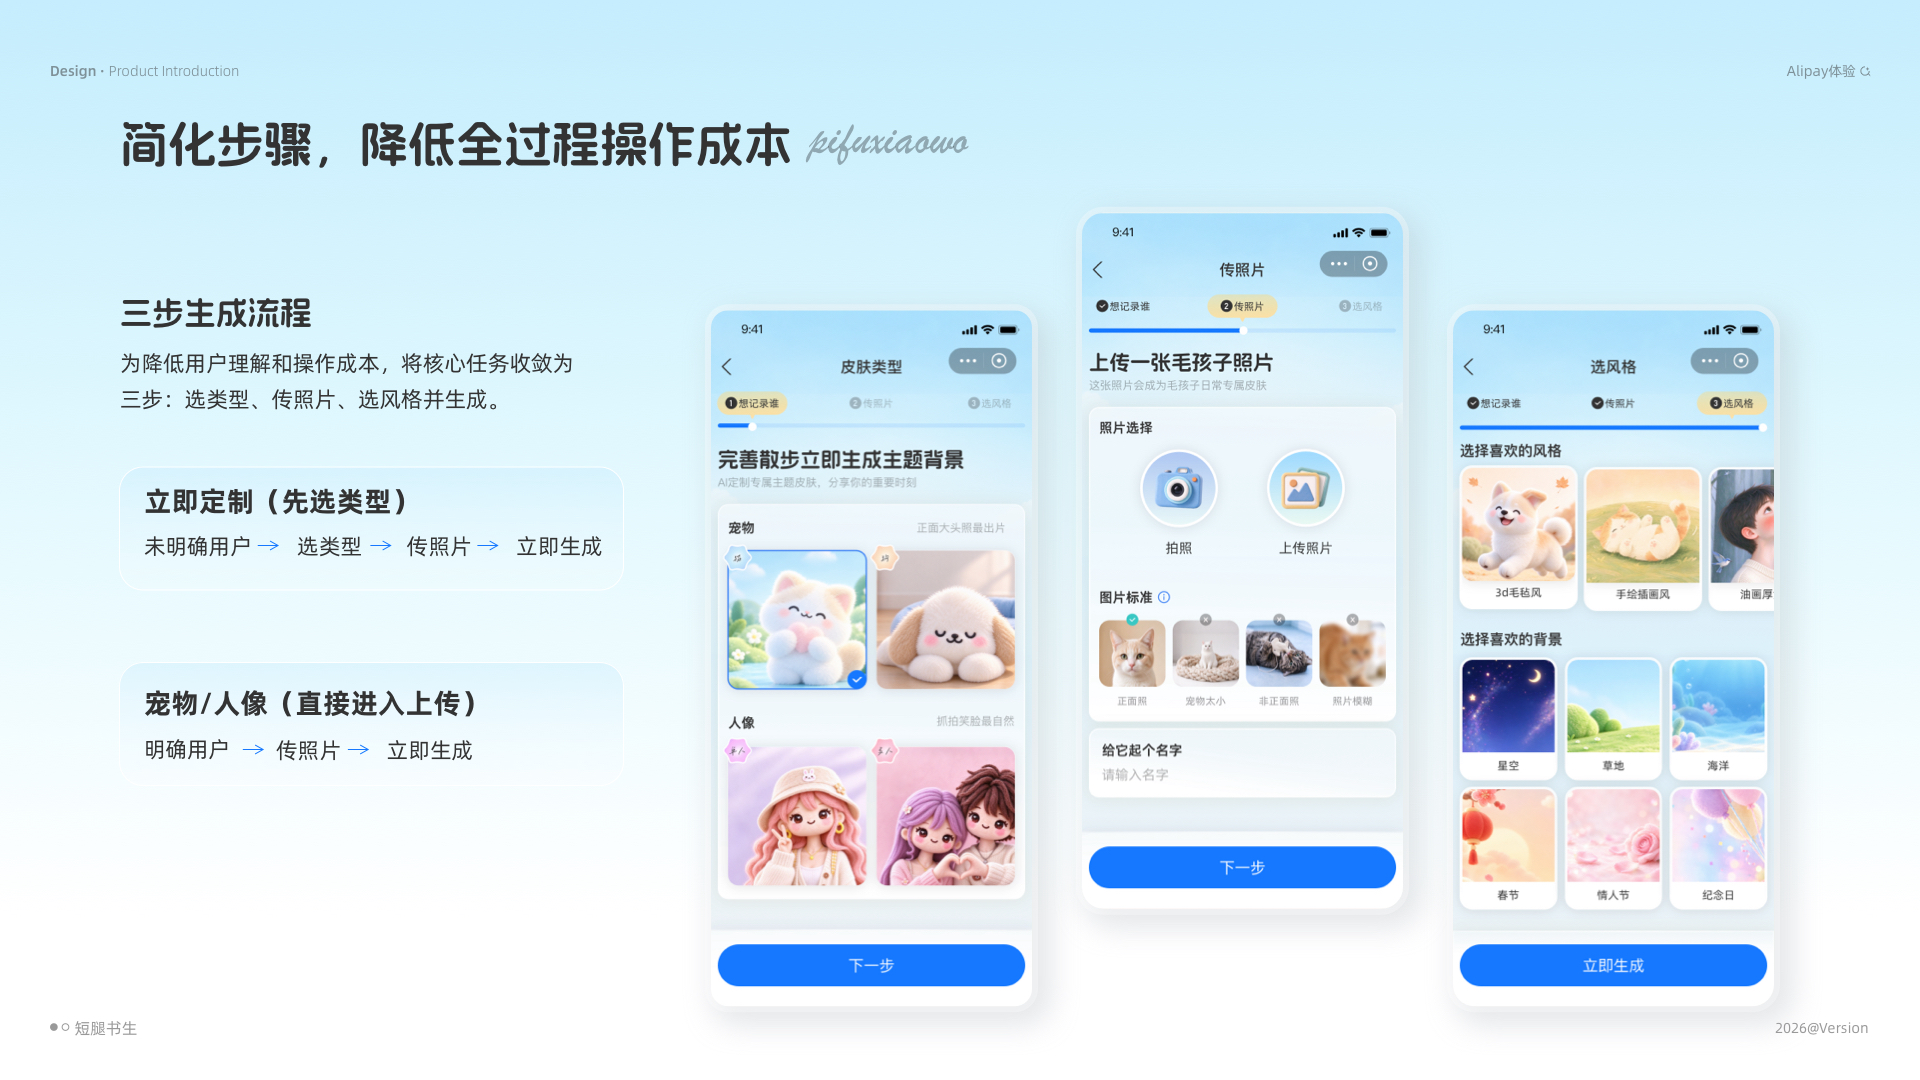 Design · Product Introduction
Alipay体验
简化步骤，降低全过程操作成本 pifuxiaowo
三步生成流程
为降低用户理解和操作成本，将核心任务收敛为
三步：选类型、传照片、选风格并生成。
立即定制（先选类型）
未明确用户 → 选类型 → 传照片 → 立即生成
宠物/人像（直接进入上传）
明确用户 → 传照片 → 立即生成
9:41
皮肤类型
1 想记录谁 2 传照片 3 选风格
完善散步立即生成主题背景
AI定制专属主题皮肤，分享你的重要时刻
宠物 正面大头照最出片
人像 抓拍笑脸最自然
下一步
9:41
传照片
想记录谁 2 传照片 3 选风格
上传一张毛孩子照片
这张照片会成为毛孩子日常专属皮肤
照片选择
拍照 上传照片
图片标准
正面照 宠物太小 非正面照 照片模糊
给它起个名字
请输入名字
下一步
9:41
选风格
想记录谁 传照片 3 选风格
选择喜欢的风格
3d毛毡风 手绘插画风 油画厚
选择喜欢的背景
星空 草地 海洋
春节 情人节 纪念日
立即生成
短腿书生
2026@Version